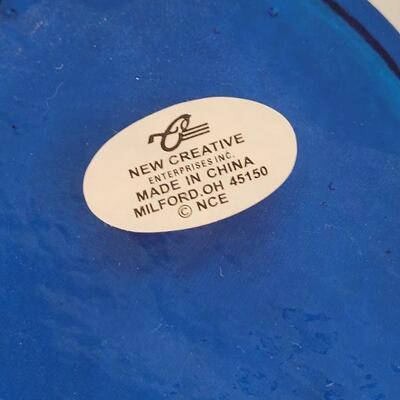 NEW CREATIVE
ENTERPRISES INC.
MADE IN CHINA
MILFORD.OH 45150
© NCE